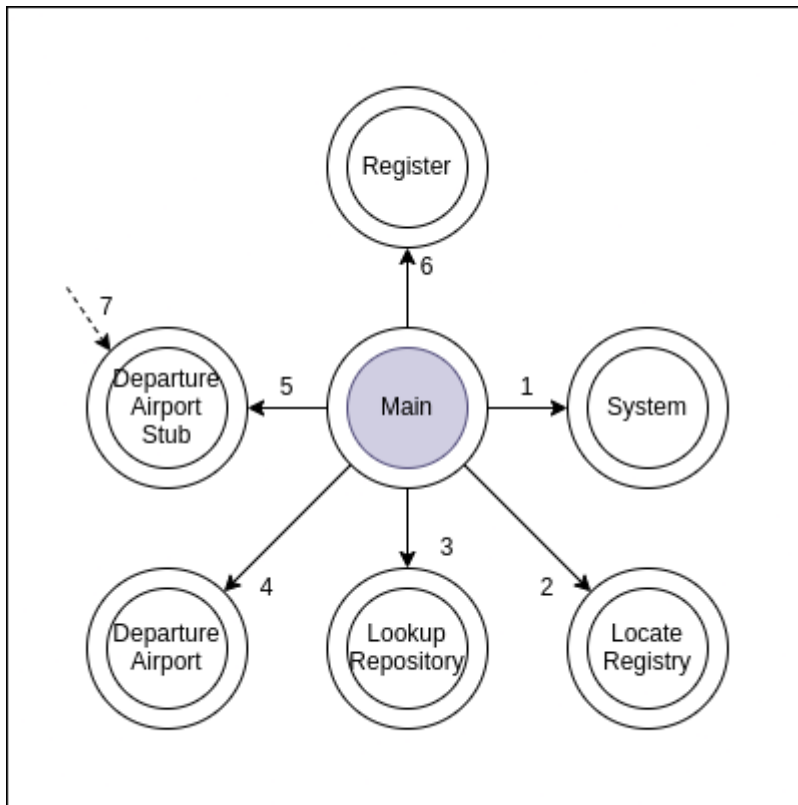 Register
6
7
Departure
Airport
Stub
5
Main
1
System
3
4
2
Departure
Airport
Lookup
Repository
Locate
Registry